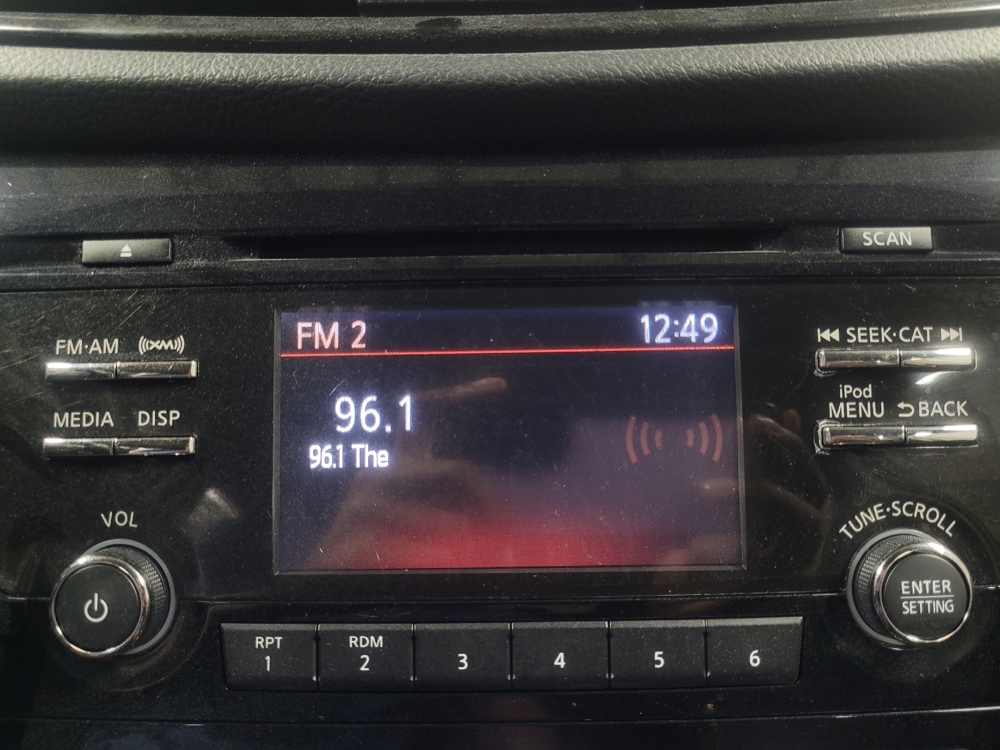 SCAN
FM 2 12:49
FM·AM XM
SEEK·CAT
96.1
iPod
MEDIA DISP MENU BACK
96.1 The
VOL
TUNE·SCROLL
ENTER
SETTING
RPT RDM
1 2 3 4 5 6